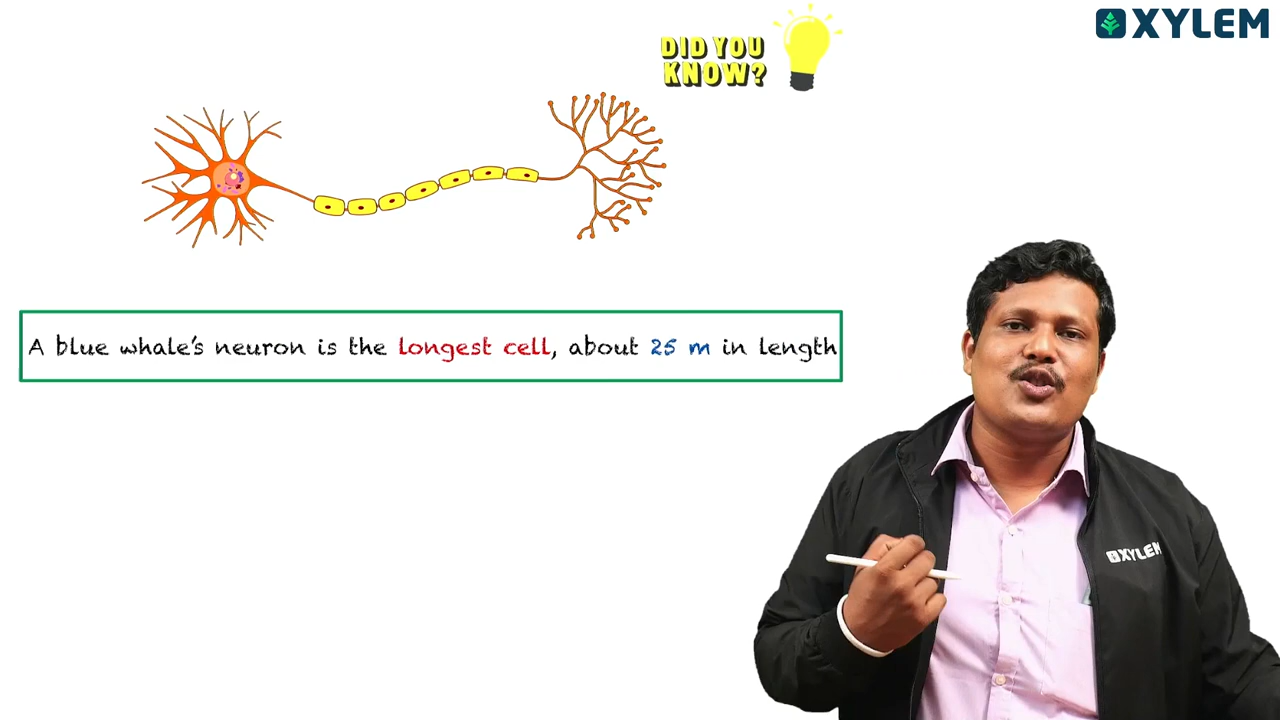 XYLEM
DID YOU
KNOW?
A blue whale's neuron is the longest cell, about 25 m in length
XYLEM